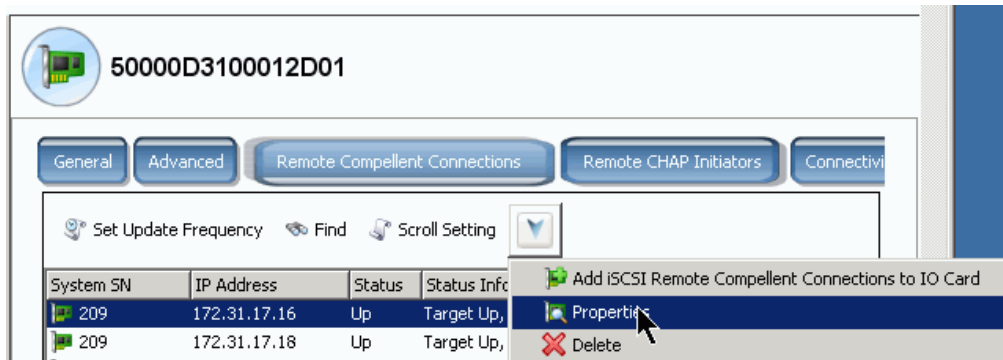 50000D3100012D01
General Advanced Remote Compellent Connections Remote CHAP Initiators Connectivi
Set Update Frequency Find Scroll Setting
System SN IP Address Status Status Info
209 172.31.17.16 Up Target Up,
209 172.31.17.18 Up Target Up,
Add iSCSI Remote Compellent Connections to IO Card
Properties
Delete